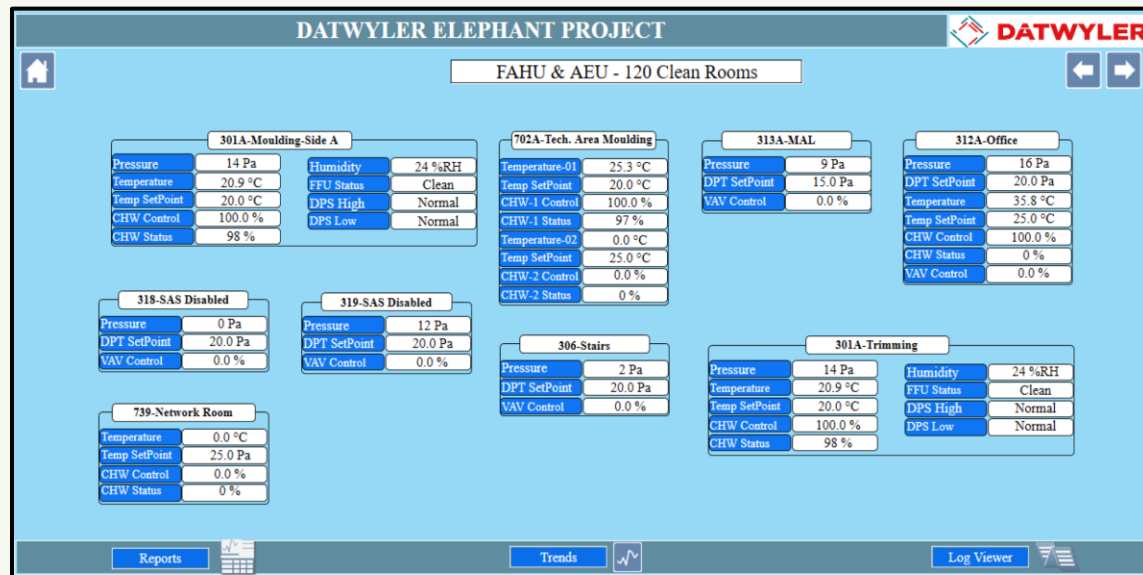 DATWYLER ELEPHANT PROJECT
DATWYLER
FAHU & AEU - 120 Clean Rooms
301A-Moulding-Side A
Pressure 14 Pa Humidity 24 %RH
Temperature 20.9 °C FFU Status Clean
Temp SetPoint 20.0 °C DPS High Normal
CHW Control 100.0 % DPS Low Normal
CHW Status 98 %
702A-Tech. Area Moulding
Temperature-01 25.3 °C
Temp SetPoint 20.0 °C
CHW-1 Control 100.0 %
CHW-1 Status 97 %
Temperature-02 0.0 °C
Temp SetPoint 25.0 °C
CHW-2 Control 0.0 %
CHW-2 Status 0 %
313A-MAL
Pressure 9 Pa
DPT SetPoint 15.0 Pa
VAV Control 0.0 %
312A-Office
Pressure 16 Pa
DPT SetPoint 20.0 Pa
Temperature 35.8 °C
Temp SetPoint 25.0 °C
CHW Control 100.0 %
CHW Status 0 %
VAV Control 0.0 %
318-SAS Disabled
Pressure 0 Pa
DPT SetPoint 20.0 Pa
VAV Control 0.0 %
319-SAS Disabled
Pressure 12 Pa
DPT SetPoint 20.0 Pa
VAV Control 0.0 %
306-Stairs
Pressure 2 Pa
DPT SetPoint 20.0 Pa
VAV Control 0.0 %
301A-Trimming
Pressure 14 Pa Humidity 24 %RH
Temperature 20.9 °C FFU Status Clean
Temp SetPoint 20.0 °C DPS High Normal
CHW Control 100.0 % DPS Low Normal
CHW Status 98 %
739-Network Room
Temperature 0.0 °C
Temp SetPoint 25.0 Pa
CHW Control 0.0 %
CHW Status 0 %
Reports
Trends
Log Viewer